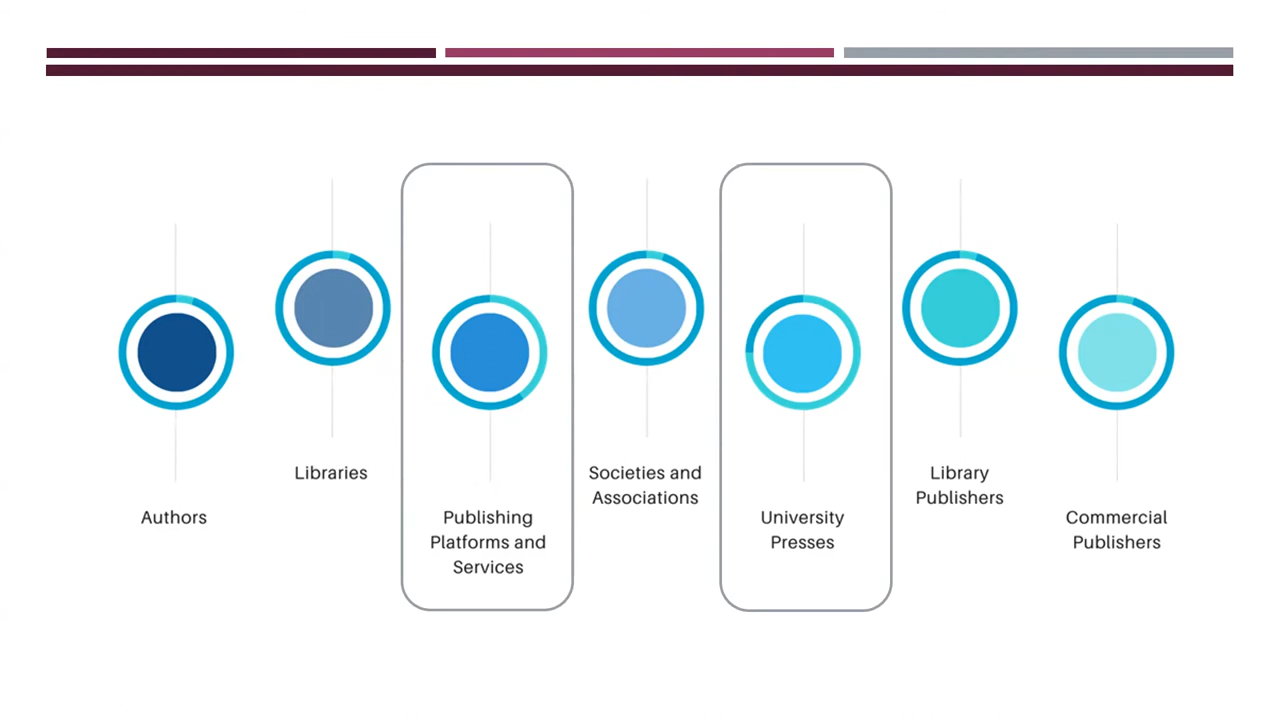 Authors
Libraries
Publishing
Platforms and
Services
Societies and
Associations
University
Presses
Library
Publishers
Commercial
Publishers